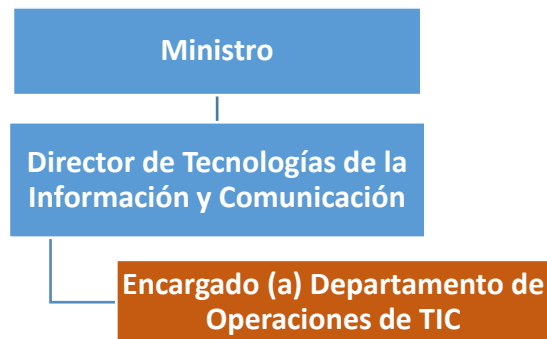 Ministro
Director de Tecnologías de la
Información y Comunicación
Encargado (a) Departamento de
Operaciones de TIC